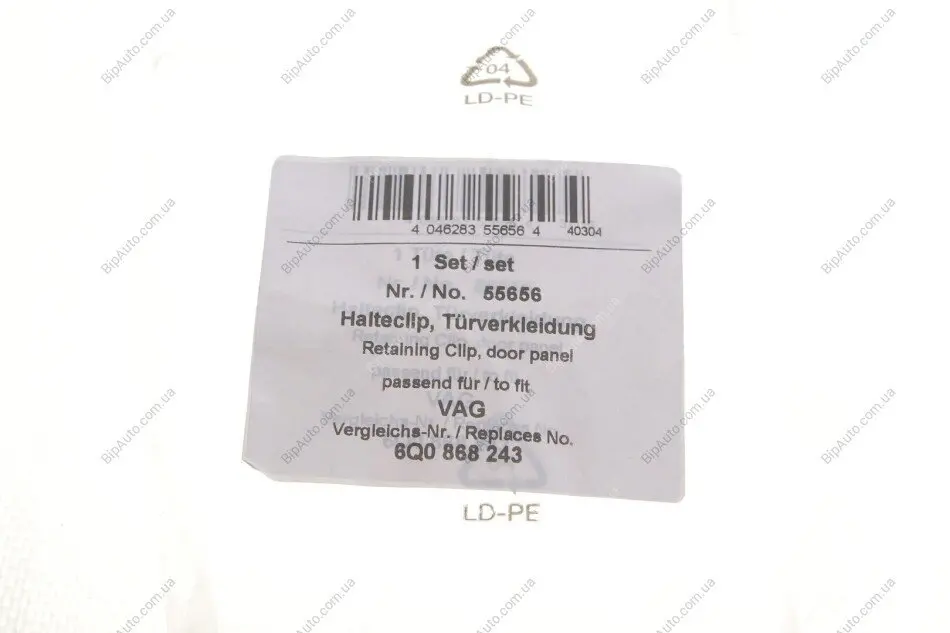 04
LD-PE
4 046283 55656 4 40304
1 Set / set
Nr. / No. 55656
Halteclip, Türverkleidung
Retaining Clip, door panel
passend für / to fit
VAG
Vergleichs-Nr. / Replaces No.
6Q0 868 243
LD-PE
BipAuto.com.ua